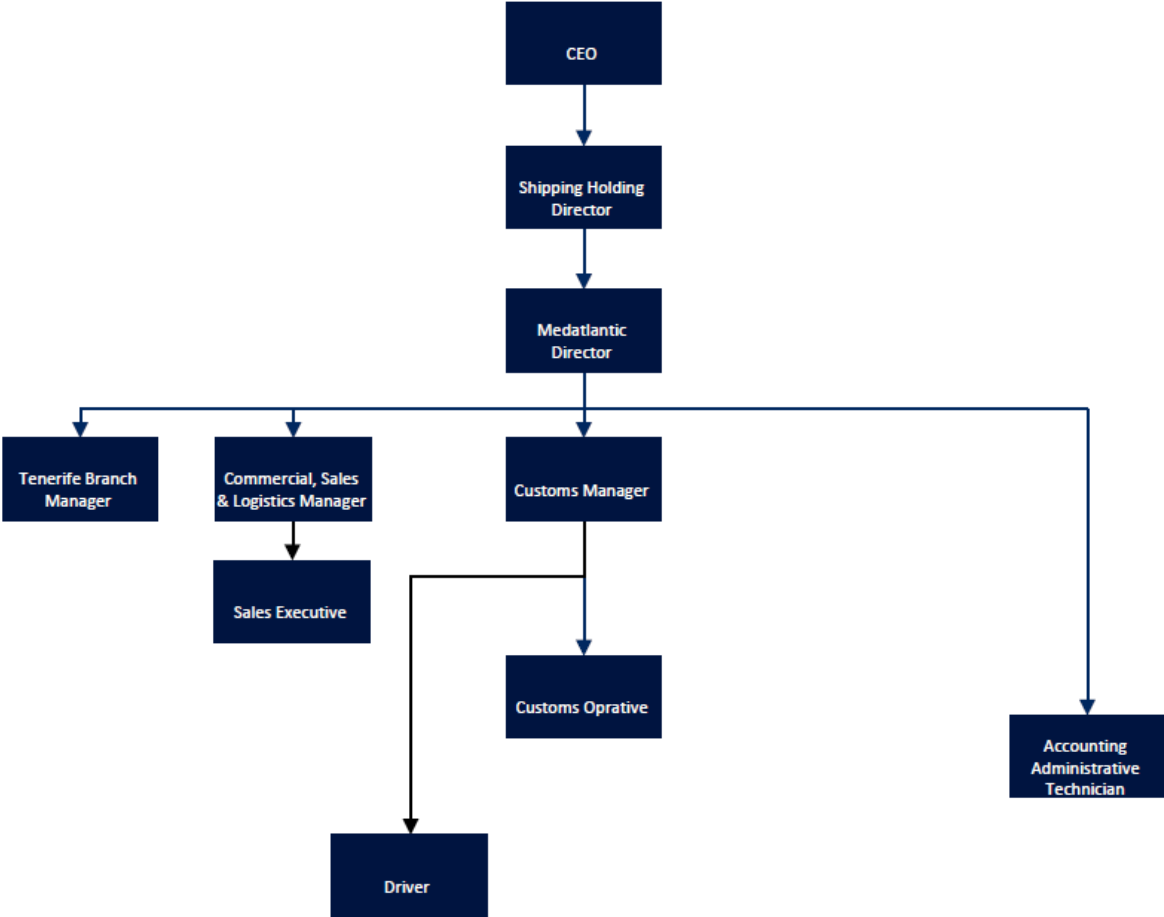 CEO
Shipping Holding
Director
Medatlantic
Director
Tenerife Branch
Manager
Commercial, Sales
& Logistics Manager
Customs Manager
Sales Executive
Customs Oprative
Accounting
Administrative
Technician
Driver